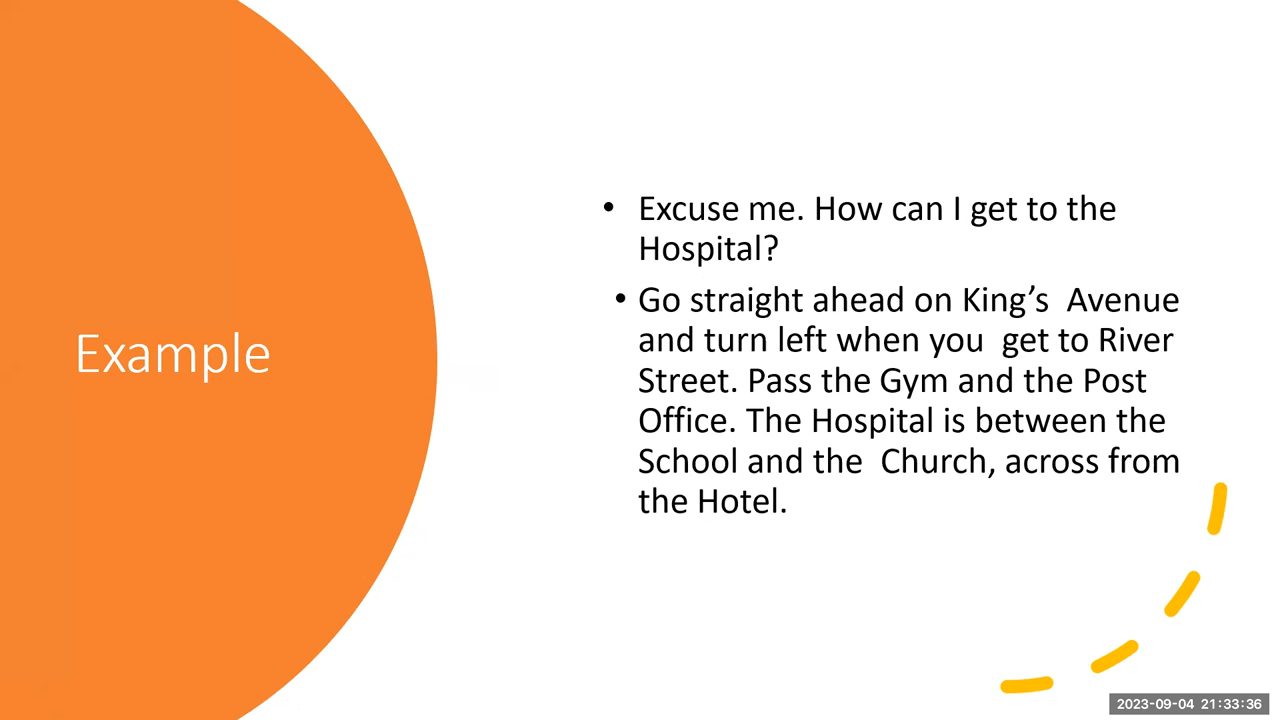 Example
• Excuse me. How can I get to the
Hospital?
• Go straight ahead on King’s  Avenue
and turn left when you  get to River
Street. Pass the Gym and the Post
Office. The Hospital is between the
School and the  Church, across from
the Hotel.
2023-09-04 21:33:36